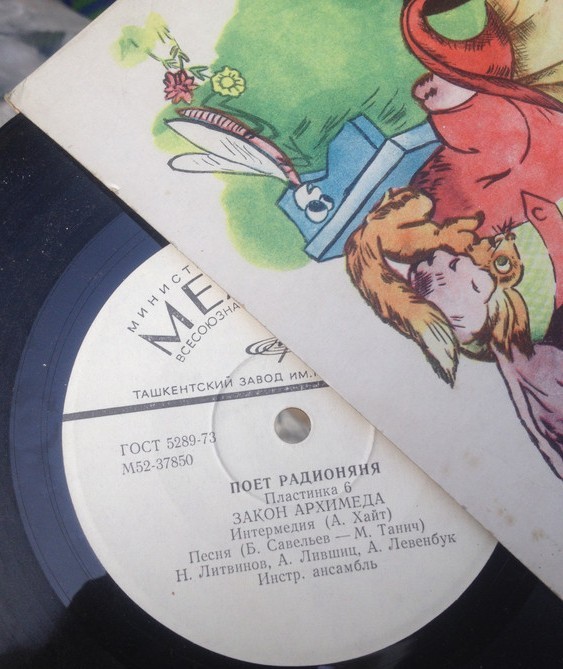 МИНИСТ
МЕ
ВСЕСОЮЗНА
ТАШКЕНТСКИЙ ЗАВОД ИМ.
ГОСТ 5289-73
М52-37850
ПОЕТ РАДИОНЯНЯ
Пластинка 6
ЗАКОН АРХИМЕДА
Интермедия (А. Хайт)
Песня (Б. Савельев — М. Танич)
Н. Литвинов, А. Лившиц, А. Левенбук
Инстр. ансамбль